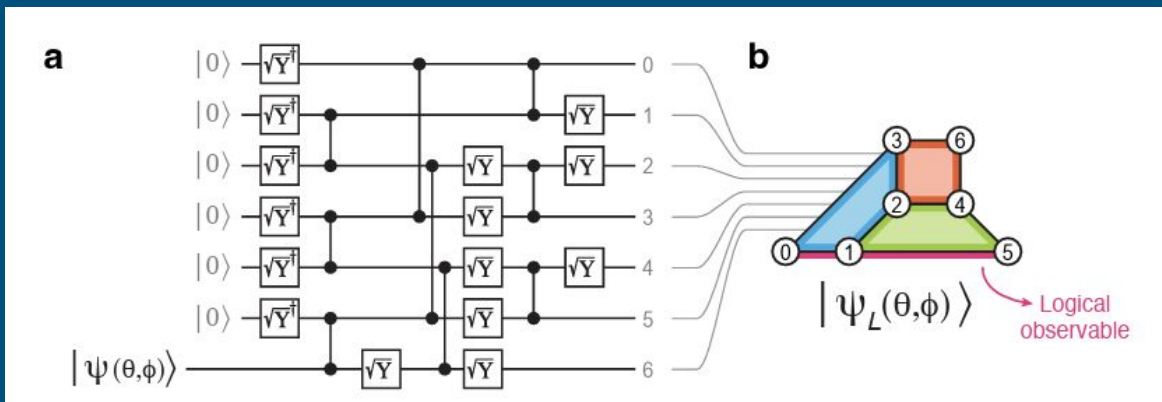 a
b
|0⟩ √Y† 0
|0⟩ √Y† √Y 1
|0⟩ √Y† √Y √Y 2
|0⟩ √Y† √Y 3
|0⟩ √Y† √Y √Y 4
|0⟩ √Y† √Y 5
|ψ(θ,ϕ)⟩ √Y √Y 6
3 6
2 4
0 1 5
|ψL(θ,ϕ)⟩
Logical
observable